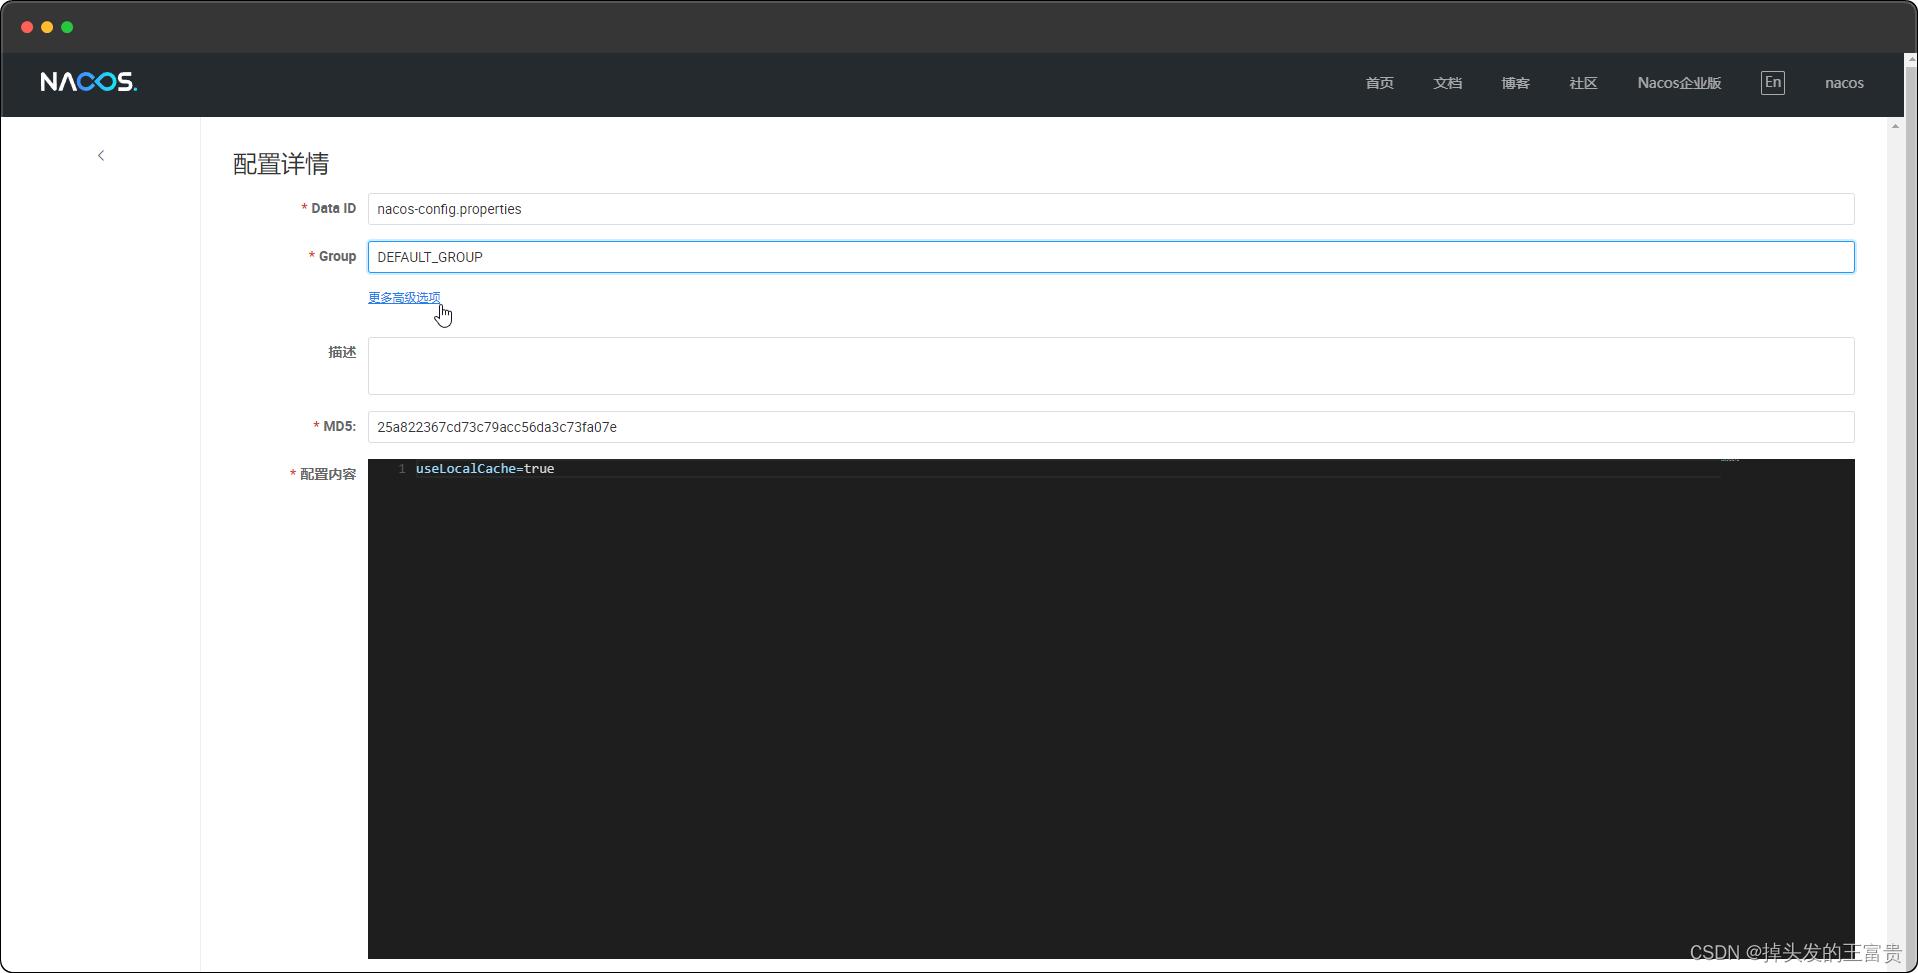 NACOS.
首页 文档 博客 社区 Nacos企业版 En nacos
配置详情
* Data ID nacos-config.properties
* Group DEFAULT_GROUP
更多高级选项
描述
* MD5: 25a822367cd73c79acc56da3c73fa07e
* 配置内容 1 useLocalCache=true
CSDN @掉头发的王富贵